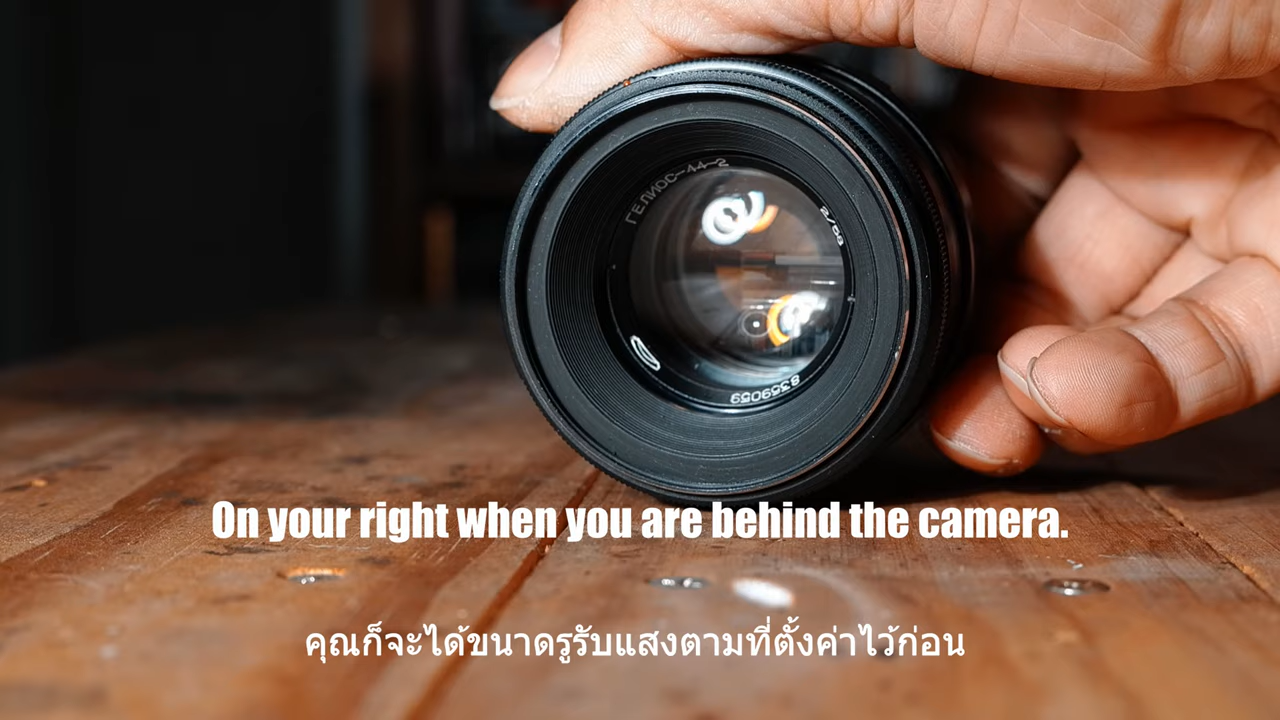 ГЕЛИОС-44-2
2/58
8359059
On your right when you are behind the camera.
คุณก็จะได้ขนาดรูรับแสงตามที่ตั้งค่าไว้ก่อน